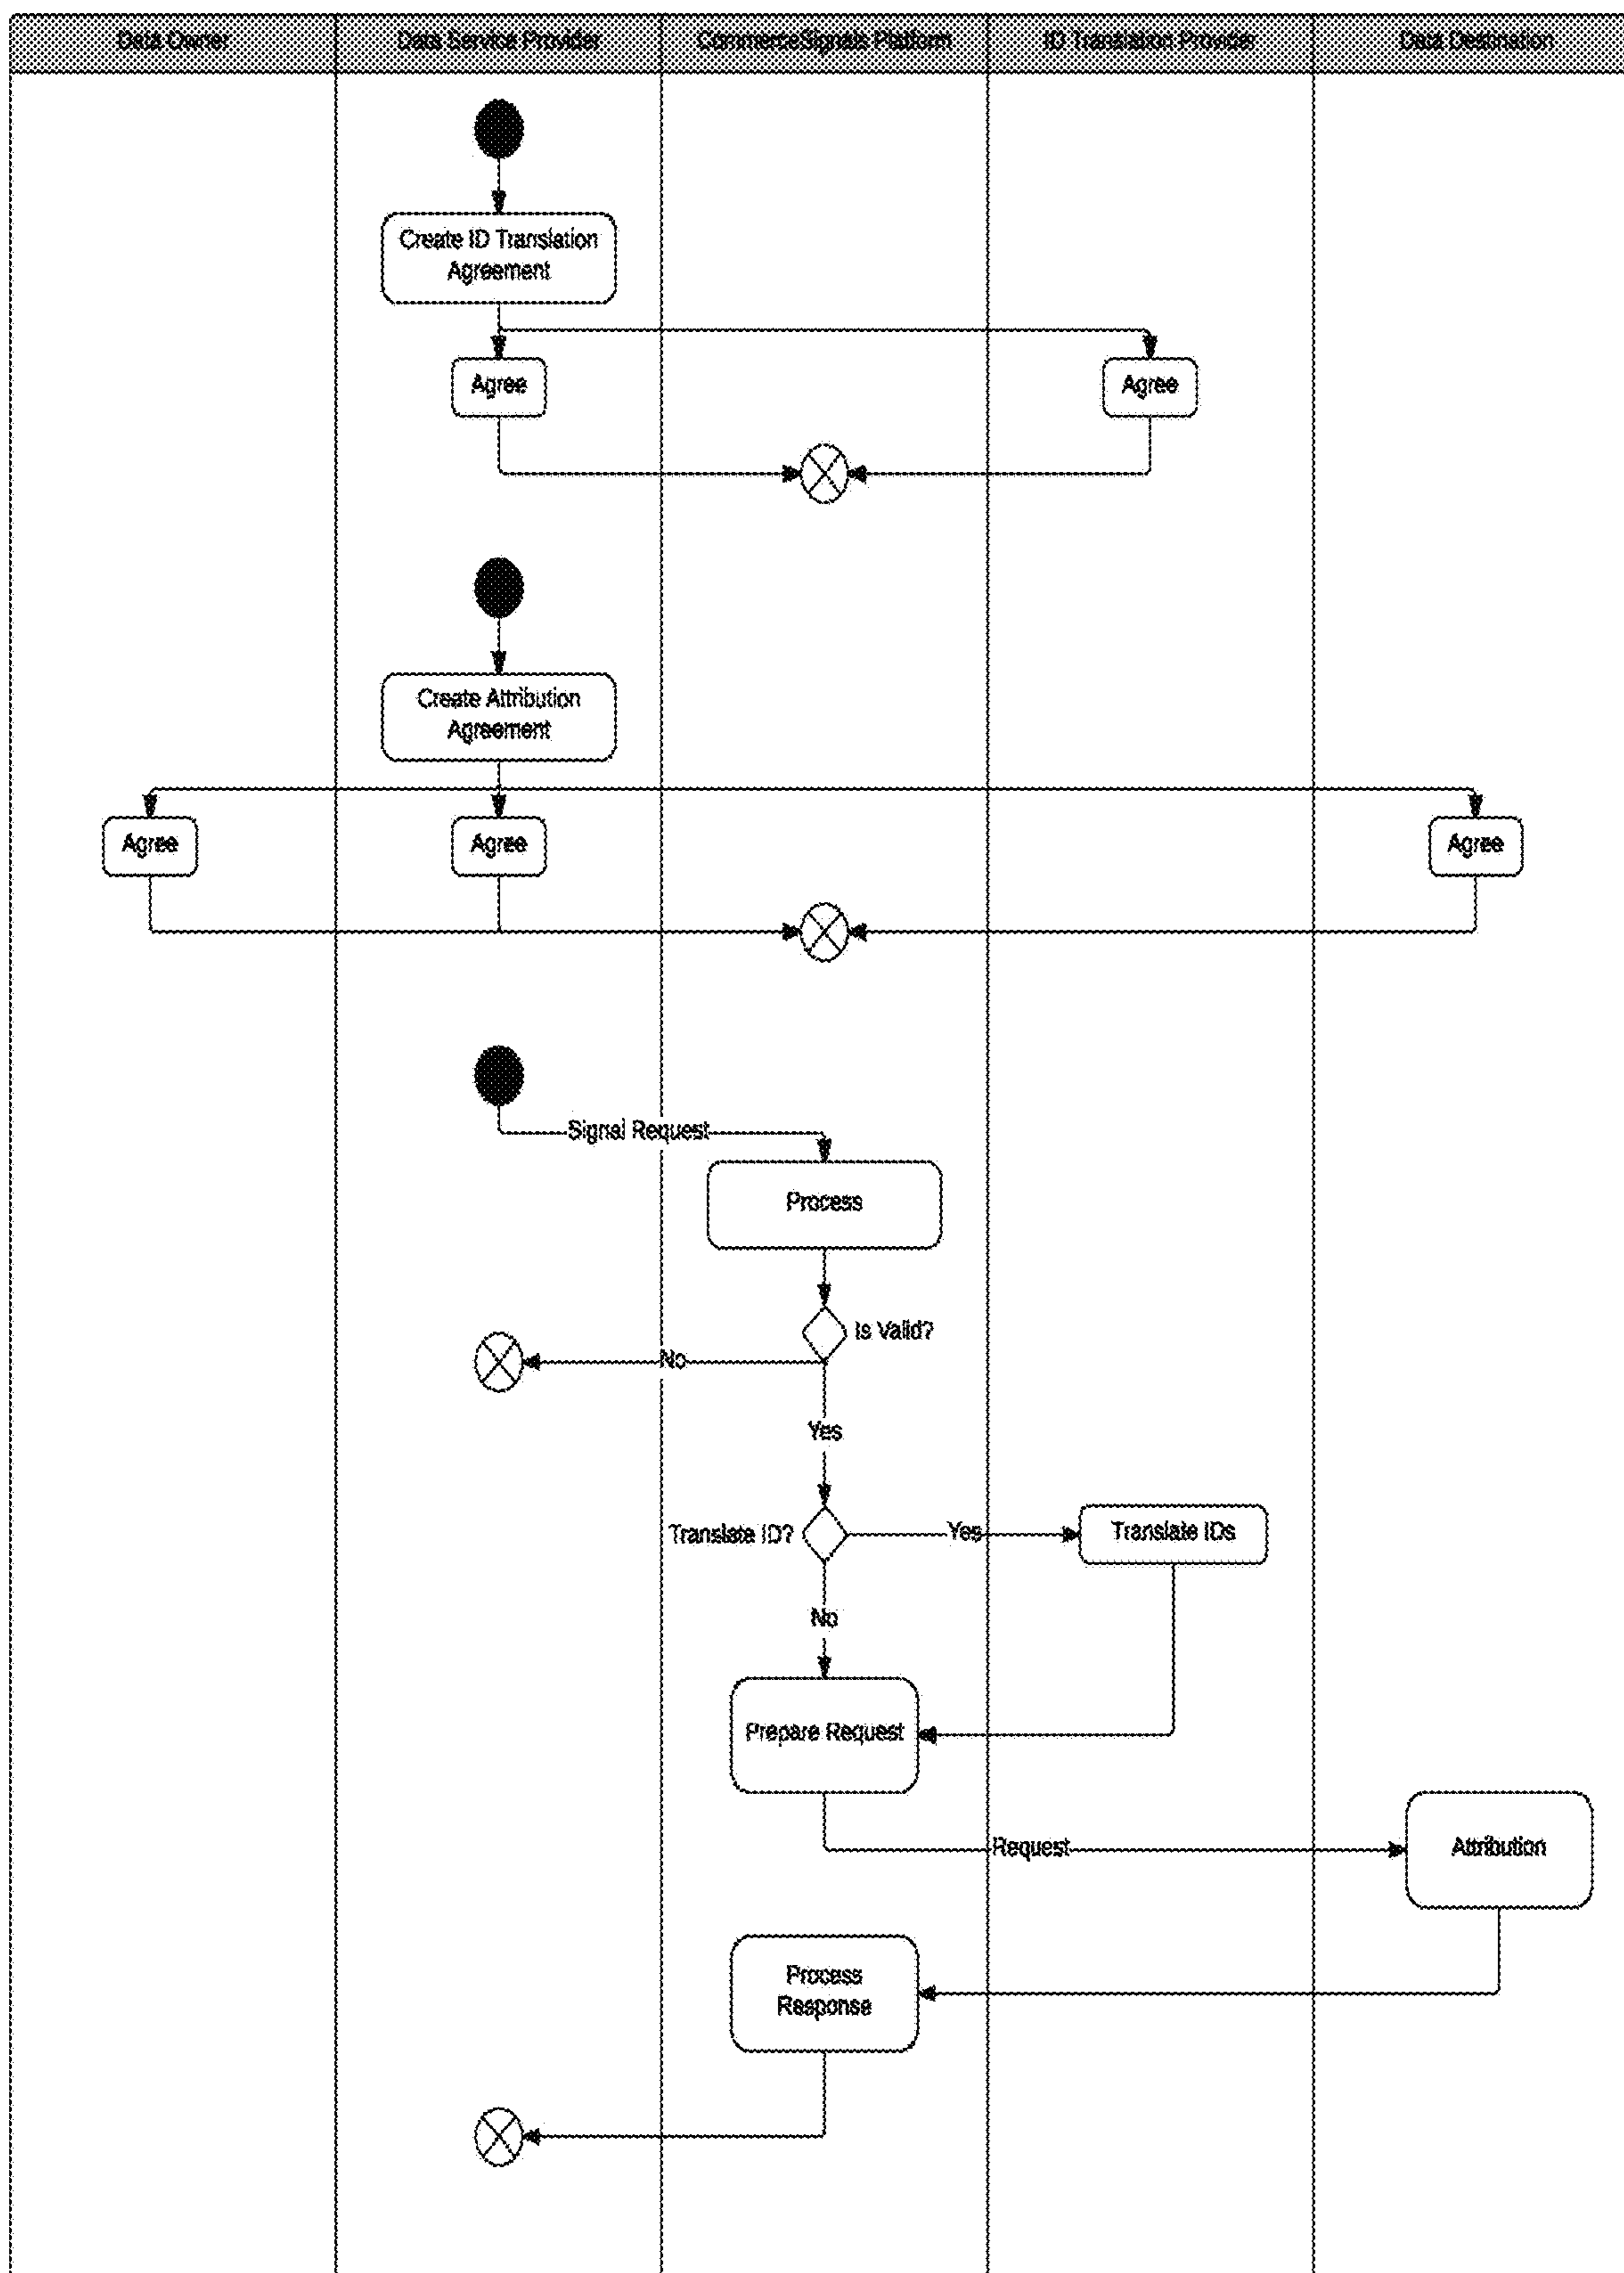 Data Owner
Data Service Provider
CommerceSignals Platform
ID Translation Provider
Data Destination
Create ID Translation
Agreement
Agree
Agree
Create Attribution
Agreement
Agree
Agree
Agree
Signal Request
Process
Is Valid?
No
Yes
Translate ID?
Yes
Translate IDs
No
Prepare Request
Request
Attribution
Process
Response